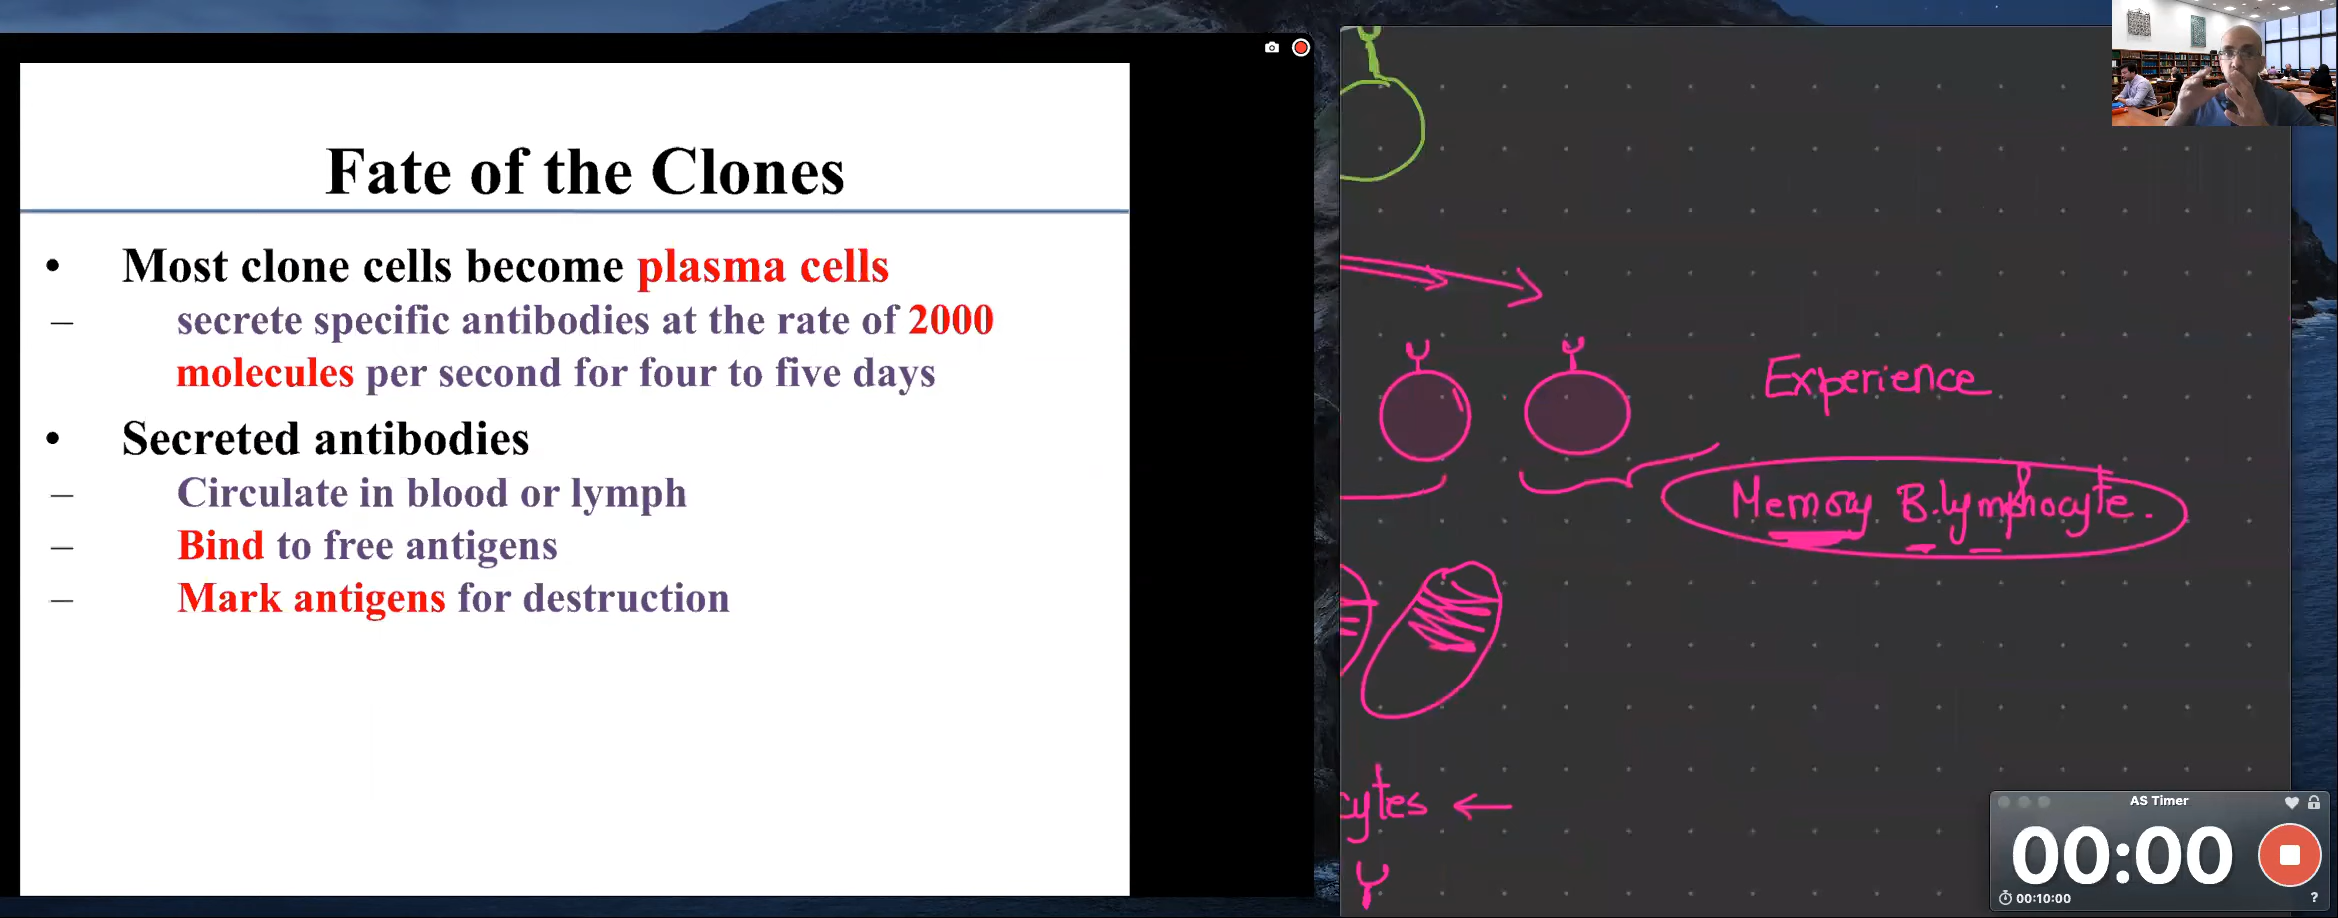 Fate of the Clones
• Most clone cells become plasma cells
– secrete specific antibodies at the rate of 2000
molecules per second for four to five days
• Secreted antibodies
– Circulate in blood or lymph
– Bind to free antigens
– Mark antigens for destruction
Experience
Memory B.lymphocyte.
cytes ←
AS Timer
00:00
00:10:00
?